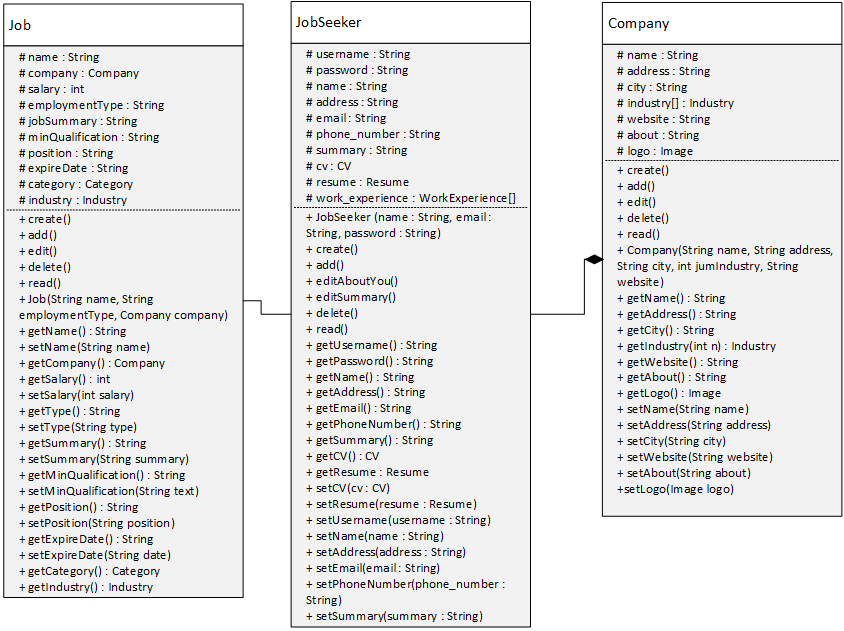 Job
# name : String
# company : Company
# salary : int
# employmentType : String
# jobSummary : String
# minQualification : String
# position : String
# expireDate : String
# category : Category
# industry : Industry
+ create()
+ add()
+ edit()
+ delete()
+ read()
+ Job(String name, String
employmentType, Company company)
+ getName() : String
+ setName(String name)
+ getCompany() : Company
+ getSalary() : int
+ setSalary(int salary)
+ getType() : String
+ setType(String type)
+ getSummary() : String
+ setSummary(String summary)
+ getMinQualification() : String
+ setMinQualification(String text)
+ getPosition() : String
+ setPosition(String position)
+ getExpireDate() : String
+ setExpireDate(String date)
+ getCategory() : Category
+ getIndustry() : Industry
JobSeeker
# username : String
# password : String
# name : String
# address : String
# email : String
# phone_number : String
# summary : String
# cv : CV
# resume : Resume
# work_experience : WorkExperience[]
+ JobSeeker (name : String, email :
String, password : String)
+ create()
+ add()
+ editAboutYou()
+ editSummary()
+ delete()
+ read()
+ getUsername() : String
+ getPassword() : String
+ getName() : String
+ getAddress() : String
+ getEmail() : String
+ getPhoneNumber() : String
+ getSummary() : String
+ getCV() : CV
+ getResume : Resume
+ setCV(cv : CV)
+ setResume(resume : Resume)
+ setUsername(username : String)
+ setName(name : String)
+ setAddress(address : String)
+ setEmail(email : String)
+ setPhoneNumber(phone_number :
String)
+ setSummary(summary : String)
Company
# name : String
# address : String
# city : String
# industry[] : Industry
# website : String
# about : String
# logo : Image
+ create()
+ add()
+ edit()
+ delete()
+ read()
+ Company(String name, String address,
String city, int jumIndustry, String
website)
+ getName() : String
+ getAddress() : String
+ getCity() : String
+ getIndustry(int n) : Industry
+ getWebsite() : String
+ getAbout() : String
+ getLogo() : Image
+ setName(String name)
+ setAddress(String address)
+ setCity(String city)
+ setWebsite(String website)
+ setAbout(String about)
+setLogo(Image logo)